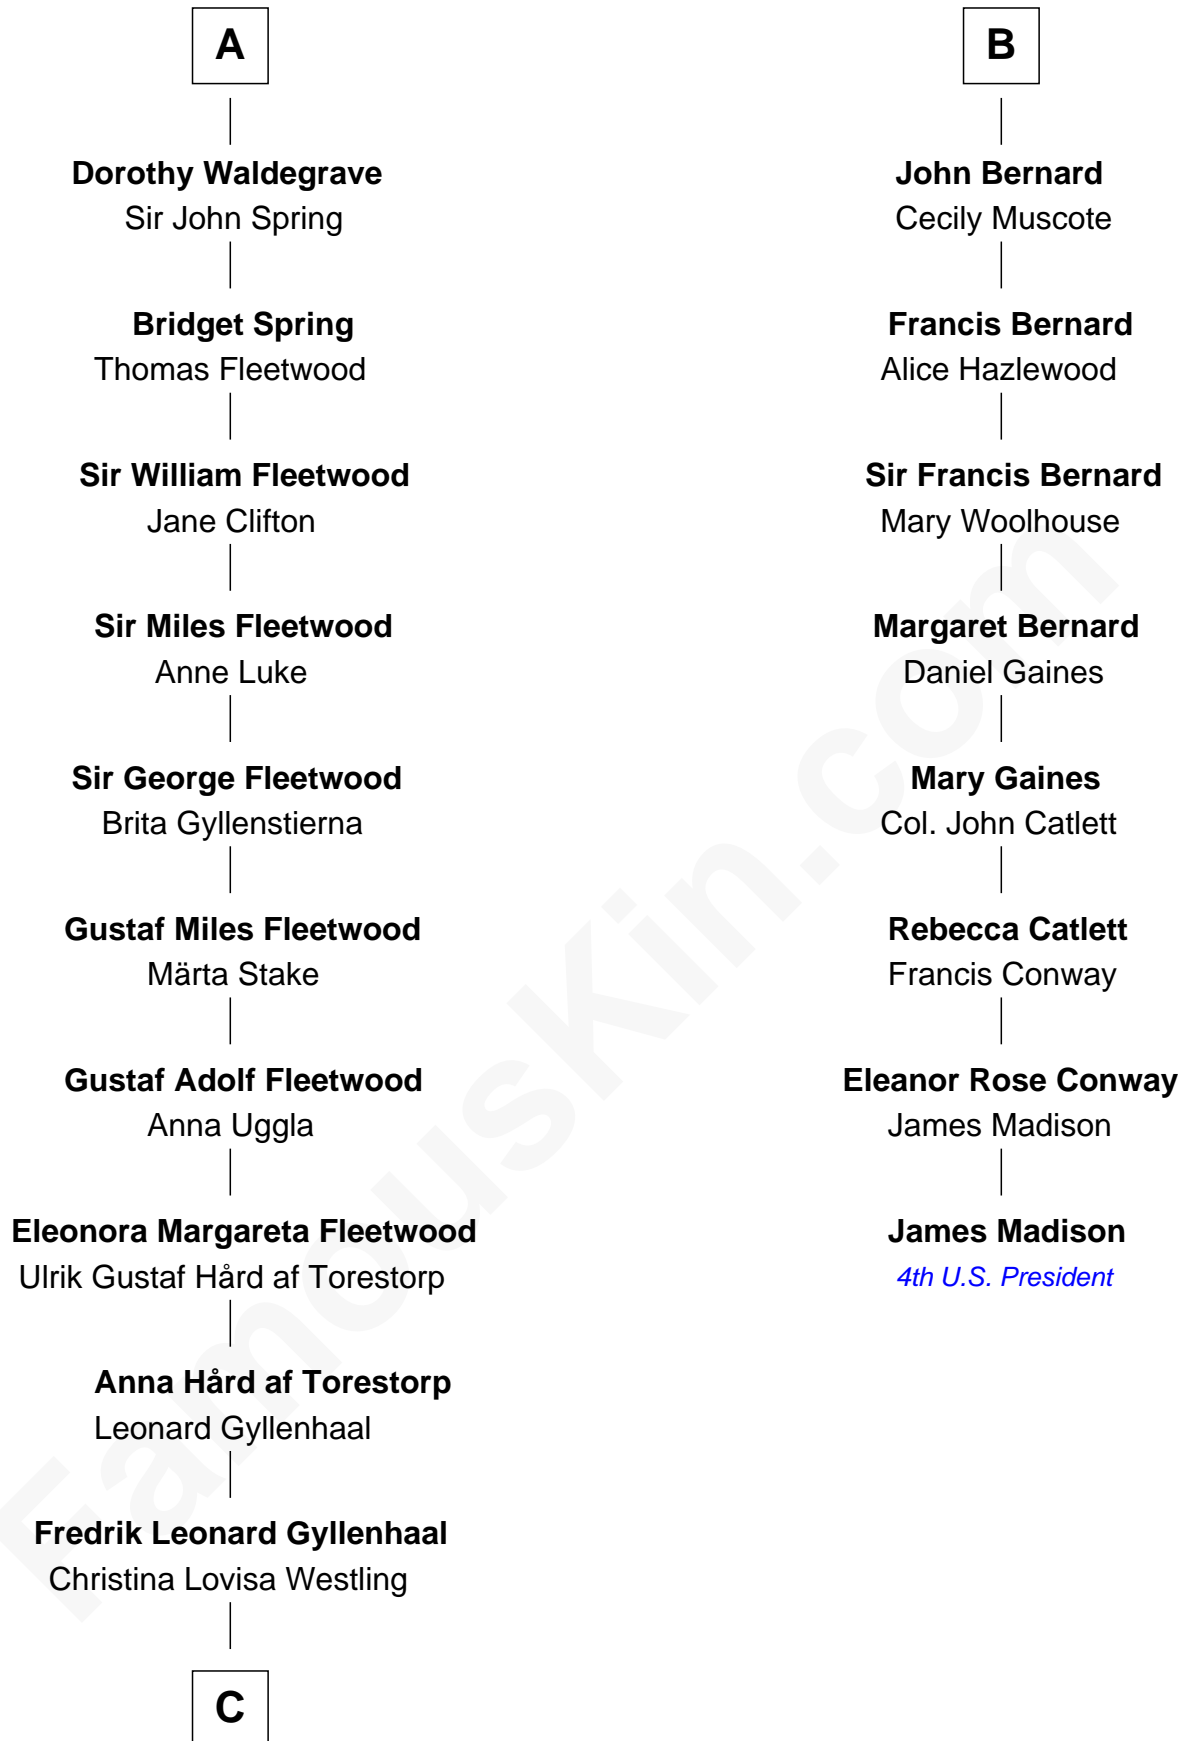 A
Dorothy Waldegrave
Sir John Spring
Bridget Spring
Thomas Fleetwood
Sir William Fleetwood
Jane Clifton
Sir Miles Fleetwood
Anne Luke
Sir George Fleetwood
Brita Gyllenstierna
Gustaf Miles Fleetwood
Märta Stake
Gustaf Adolf Fleetwood
Anna Uggla
Eleonora Margareta Fleetwood
Ulrik Gustaf Hård af Torestorp
Anna Hård af Torestorp
Leonard Gyllenhaal
Fredrik Leonard Gyllenhaal
Christina Lovisa Westling
C
B
John Bernard
Cecily Muscote
Francis Bernard
Alice Hazlewood
Sir Francis Bernard
Mary Woolhouse
Margaret Bernard
Daniel Gaines
Mary Gaines
Col. John Catlett
Rebecca Catlett
Francis Conway
Eleanor Rose Conway
James Madison
James Madison
4th U.S. President
FamousKin.com